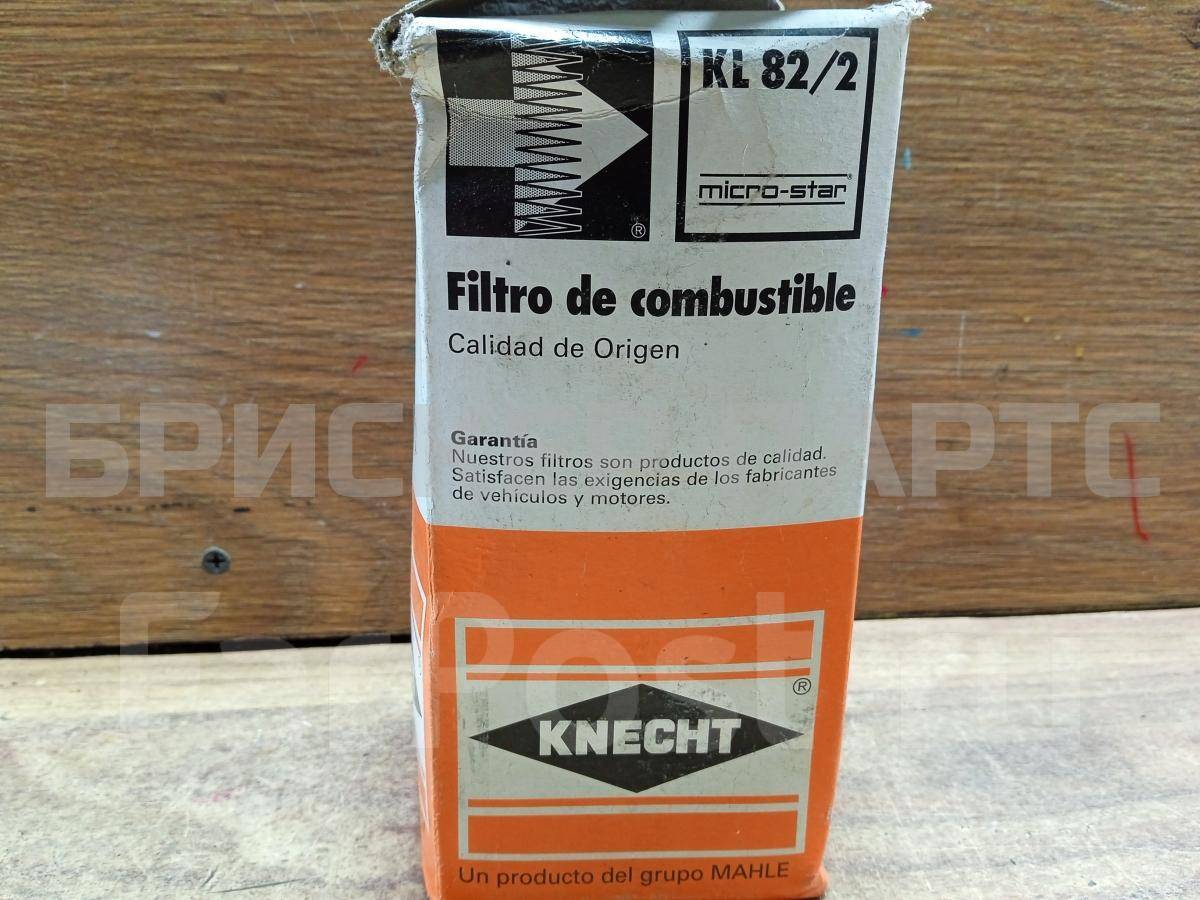 KL 82/2
micro-star®
®
Filtro de combustible
Calidad de Origen
Garantía
Nuestros filtros son productos de calidad.
Satisfacen las exigencias de los fabricantes
de vehículos y motores.
KNECHT
®
Un producto del grupo MAHLE